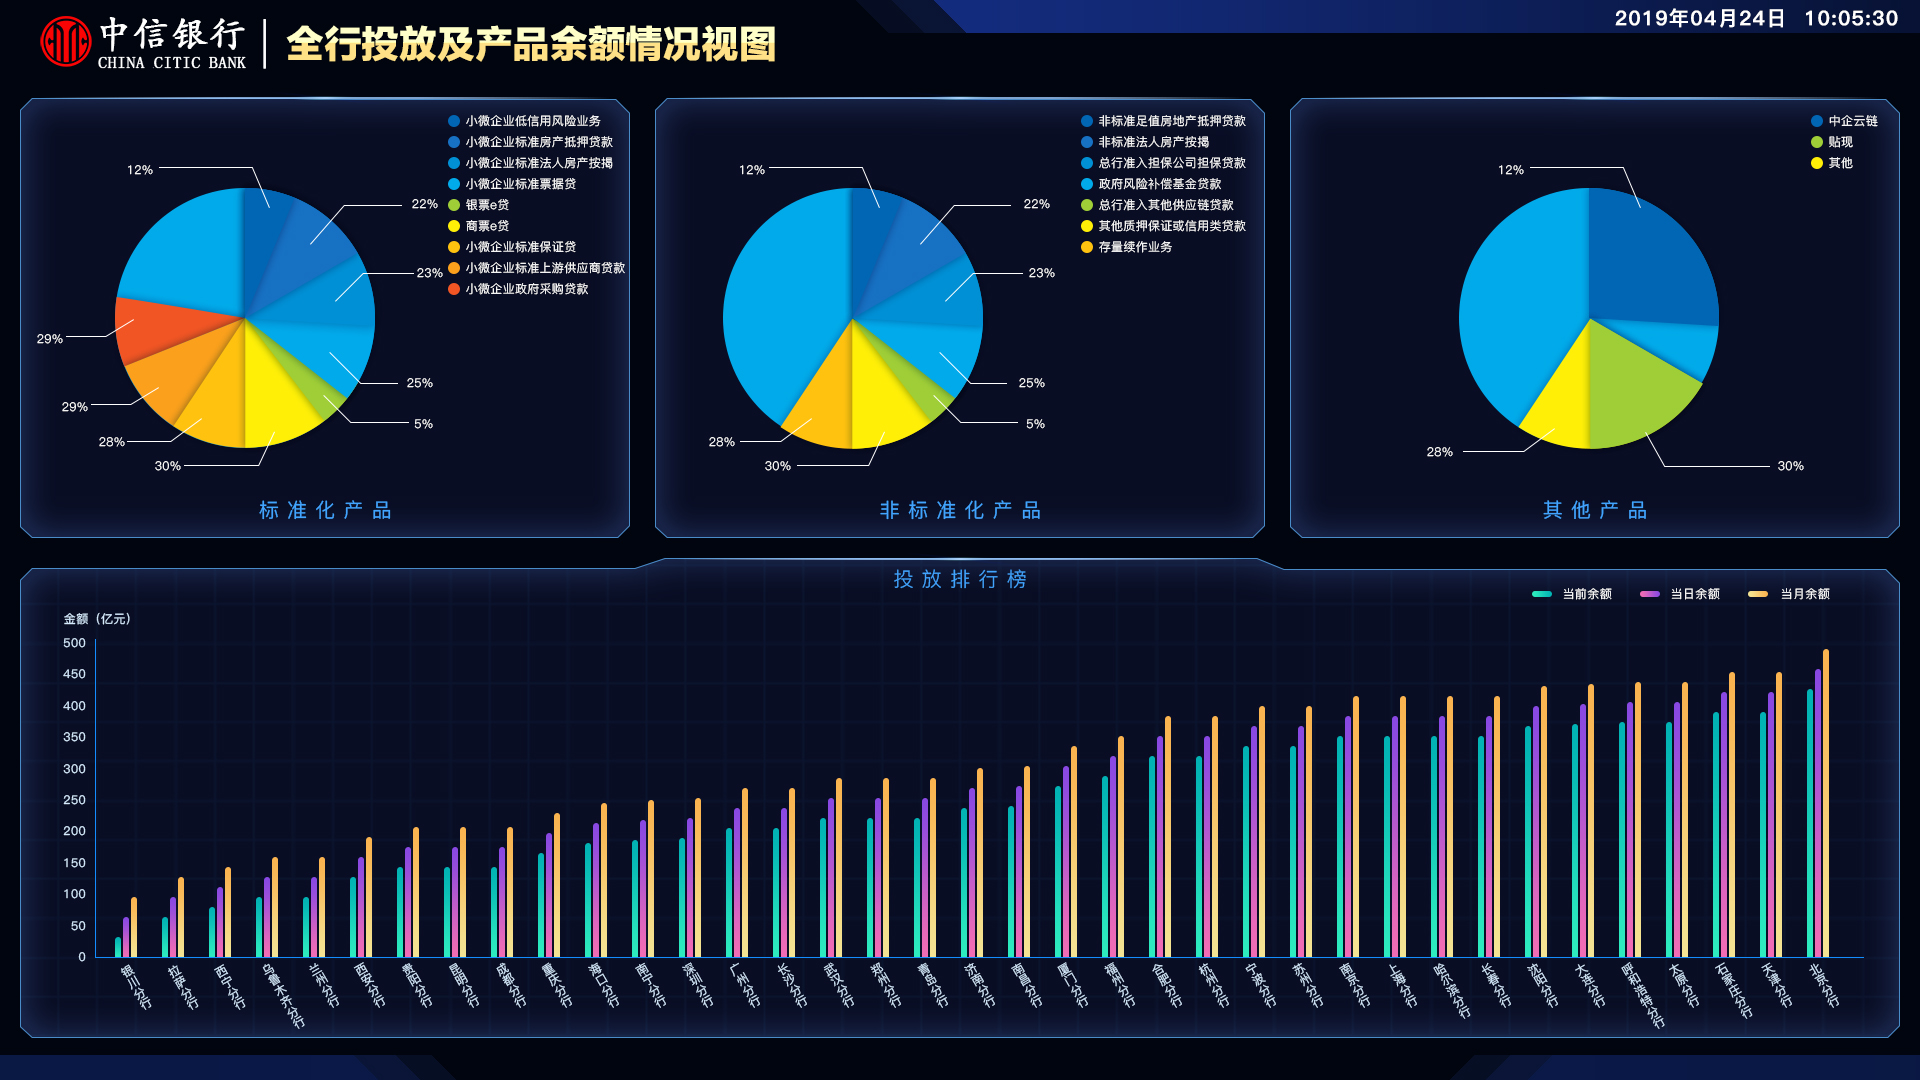 中信银行
CHINA CITIC BANK
全行投放及产品余额情况视图
2019年04月24日 10:05:30
小微企业低信用风险业务
小微企业标准房产抵押贷款
小微企业标准法人房产按揭
小微企业标准票据贷
银票e贷
商票e贷
小微企业标准保证贷
小微企业标准上游供应商贷款
小微企业政府采购贷款
12%
22%
23%
25%
5%
30%
28%
29%
29%
标准化产品
非标准足值房地产抵押贷款
非标准法人房产按揭
总行准入担保公司担保贷款
政府风险补偿基金贷款
总行准入其他供应链贷款
其他质押保证或信用类贷款
存量续作业务
12%
22%
23%
25%
5%
30%
28%
非标准化产品
中企云链
贴现
其他
12%
28%
30%
其他产品
投放排行榜
当前余额
当日余额
当月余额
金额（亿元）
500
450
400
350
300
250
200
150
100
50
0
银川分行
拉萨分行
西宁分行
乌鲁木齐分行
兰州分行
西安分行
贵阳分行
昆明分行
成都分行
重庆分行
海口分行
南宁分行
深圳分行
广州分行
长沙分行
武汉分行
郑州分行
青岛分行
济南分行
南昌分行
厦门分行
福州分行
合肥分行
杭州分行
宁波分行
苏州分行
南京分行
上海分行
哈尔滨分行
长春分行
沈阳分行
大连分行
呼和浩特分行
太原分行
石家庄分行
天津分行
北京分行